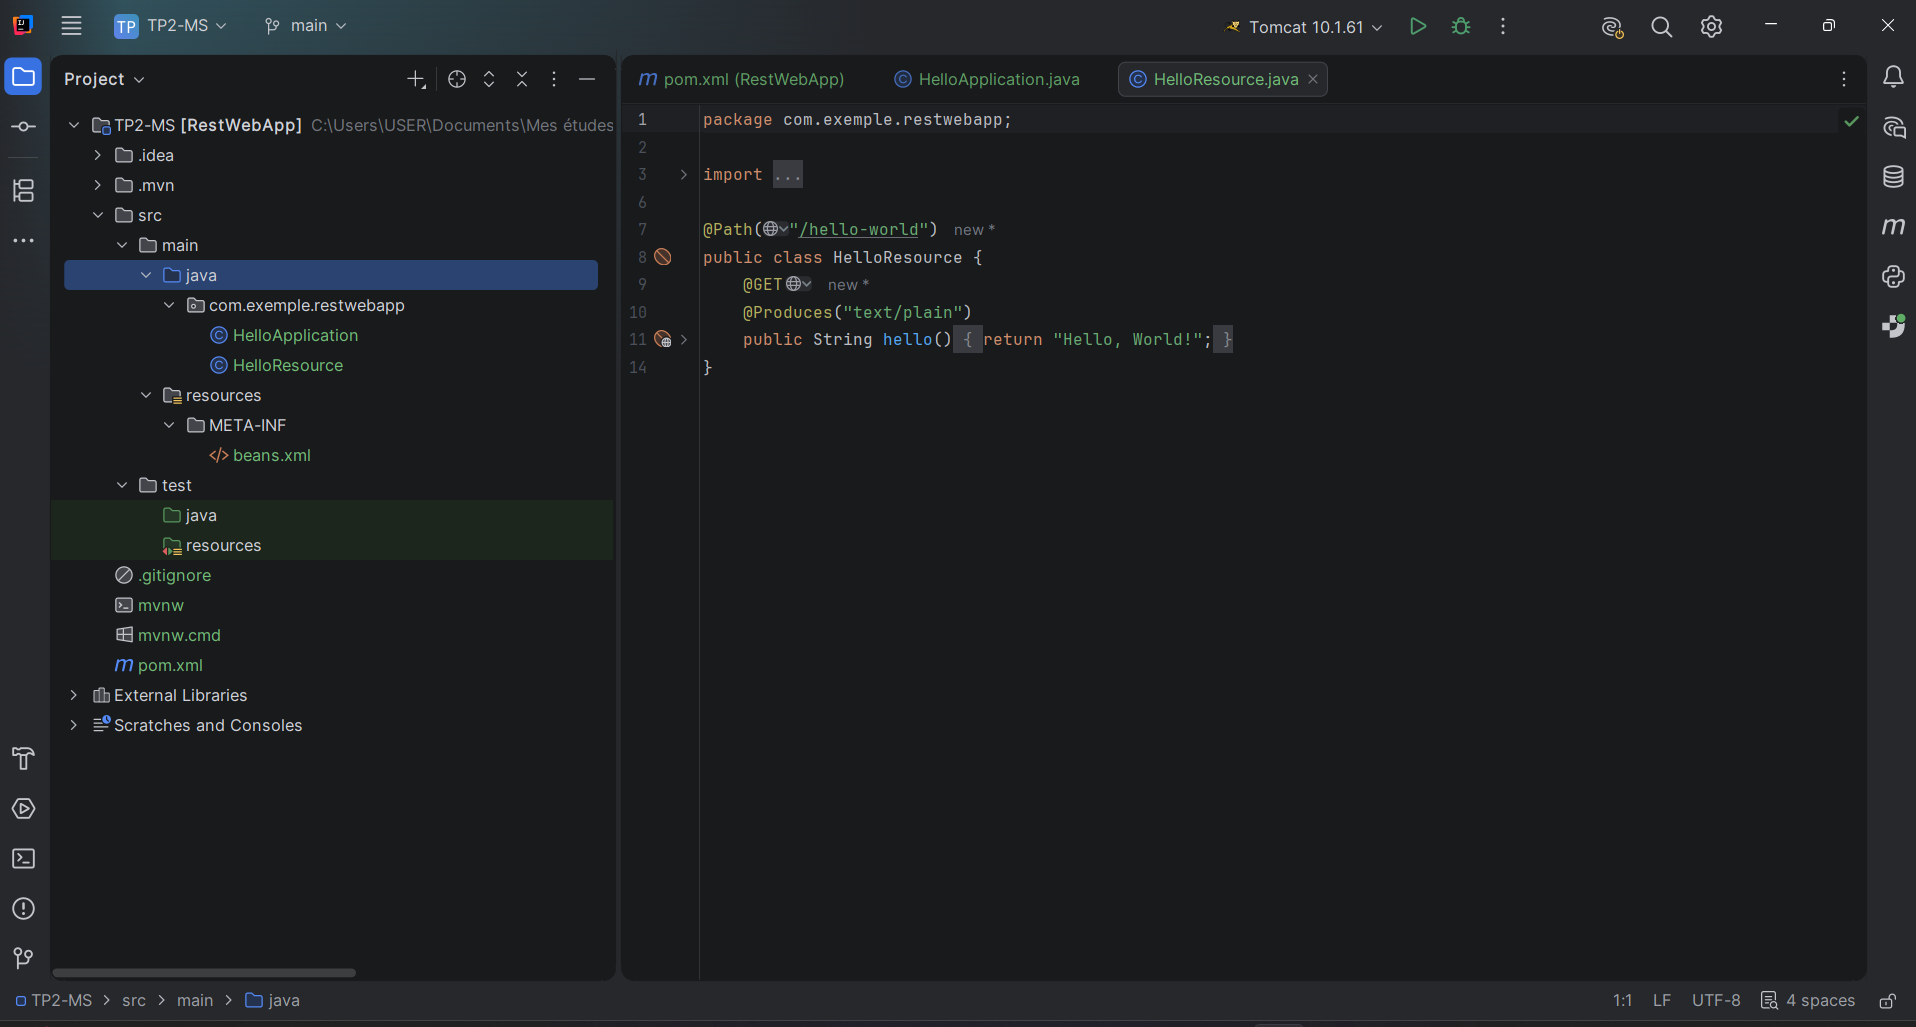 TP TP2-MS main Tomcat 10.1.61
Project
pom.xml (RestWebApp) HelloApplication.java HelloResource.java
TP2-MS [RestWebApp] C:\Users\USER\Documents\Mes études
.idea
.mvn
src
main
java
com.exemple.restwebapp
HelloApplication
HelloResource
resources
META-INF
beans.xml
test
java
resources
.gitignore
mvnw
mvnw.cmd
pom.xml
External Libraries
Scratches and Consoles
1 package com.exemple.restwebapp;
2
3 import ...
6
7 @Path("/hello-world") new *
8 public class HelloResource {
9 @GET new *
10 @Produces("text/plain")
11 public String hello() { return "Hello, World!"; }
14 }
TP2-MS > src > main > java 1:1 LF UTF-8 4 spaces